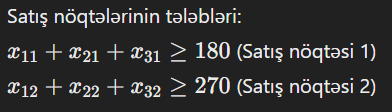 Satış nöqtələrinin tələbləri:
x₁₁ + x₂₁ + x₃₁ ≥ 180 (Satış nöqtəsi 1)
x₁₂ + x₂₂ + x₃₂ ≥ 270 (Satış nöqtəsi 2)